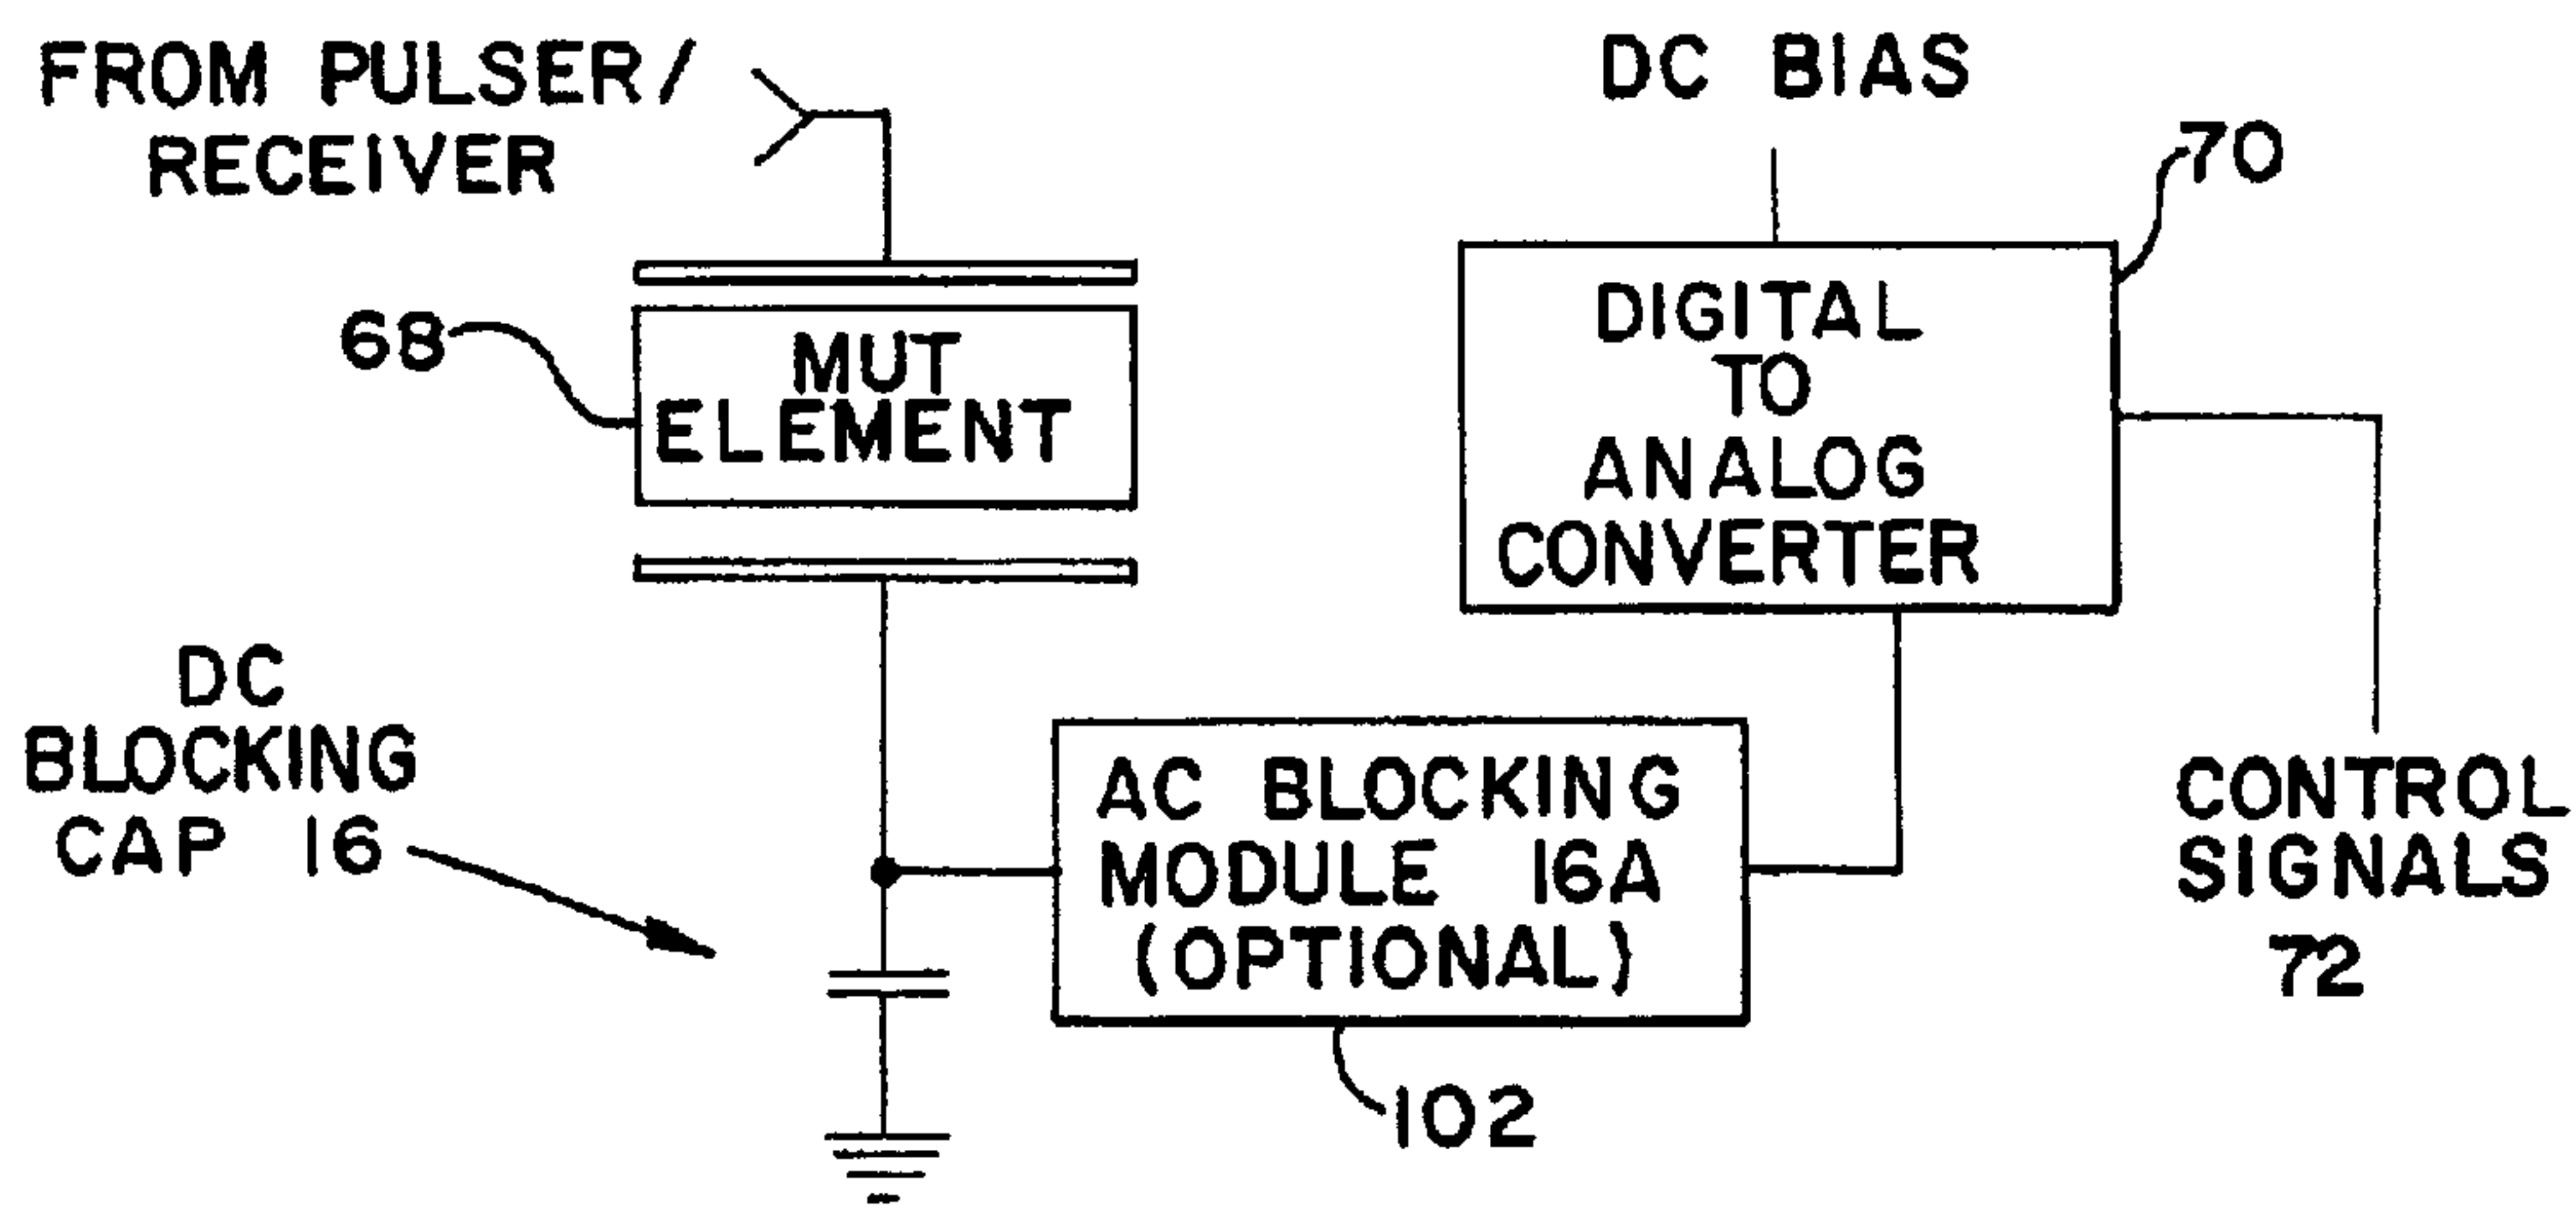 FROM PULSER/
RECEIVER
DC BIAS
70
68
MUT
ELEMENT
DIGITAL
TO
ANALOG
CONVERTER
DC
BLOCKING
CAP 16
AC BLOCKING
MODULE 16A
(OPTIONAL)
CONTROL
SIGNALS
72
102